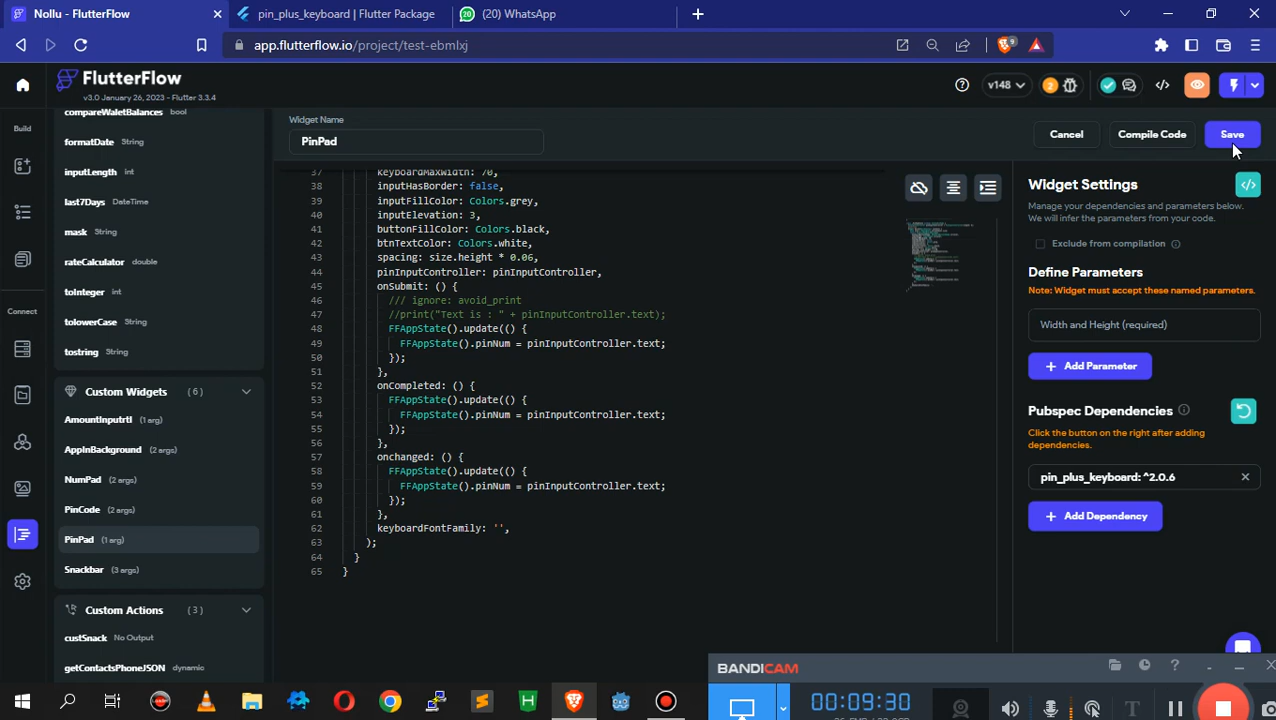 Nollu - FlutterFlow
pin_plus_keyboard | Flutter Package
(20) WhatsApp
app.flutterflow.io/project/test-ebmlxj
9
FlutterFlow
v3.0 January 26, 2023 - Flutter 3.3.4
v148
2
Build
Connect
compareWaletBalances bool
formatDate String
inputLength int
last7Days DateTime
mask String
rateCalculator double
toInteger int
tolowerCase String
tostring String
Custom Widgets (6)
AmountInputrtl (1 arg)
AppInBackground (2 args)
NumPad (2 args)
PinCode (2 args)
PinPad (1 arg)
Snackbar (3 args)
Custom Actions (3)
custSnack No Output
getContactsPhoneJSON dynamic
Widget Name
PinPad
Cancel
Compile Code
Save
37 keyboardMaxWidth: 70,
38 inputHasBorder: false,
39 inputFillColor: Colors.grey,
40 inputElevation: 3,
41 buttonFillColor: Colors.black,
42 btnTextColor: Colors.white,
43 spacing: size.height * 0.06,
44 pinInputController: pinInputController,
45 onSubmit: () {
46 /// ignore: avoid_print
47 //print("Text is : " + pinInputController.text);
48 FFAppState().update(() {
49 FFAppState().pinNum = pinInputController.text;
50 });
51 },
52 onCompleted: () {
53 FFAppState().update(() {
54 FFAppState().pinNum = pinInputController.text;
55 });
56 },
57 onchanged: () {
58 FFAppState().update(() {
59 FFAppState().pinNum = pinInputController.text;
60 });
61 },
62 keyboardFontFamily: '',
63 );
64 }
65 }
Widget Settings
Manage your dependencies and parameters below.
We will infer the parameters from your code.
Exclude from compilation
Define Parameters
Note: Widget must accept these named parameters.
Width and Height (required)
+ Add Parameter
Pubspec Dependencies
Click the button on the right after adding
dependencies.
pin_plus_keyboard: ^2.0.6
+ Add Dependency
BANDICAM
00:09:30